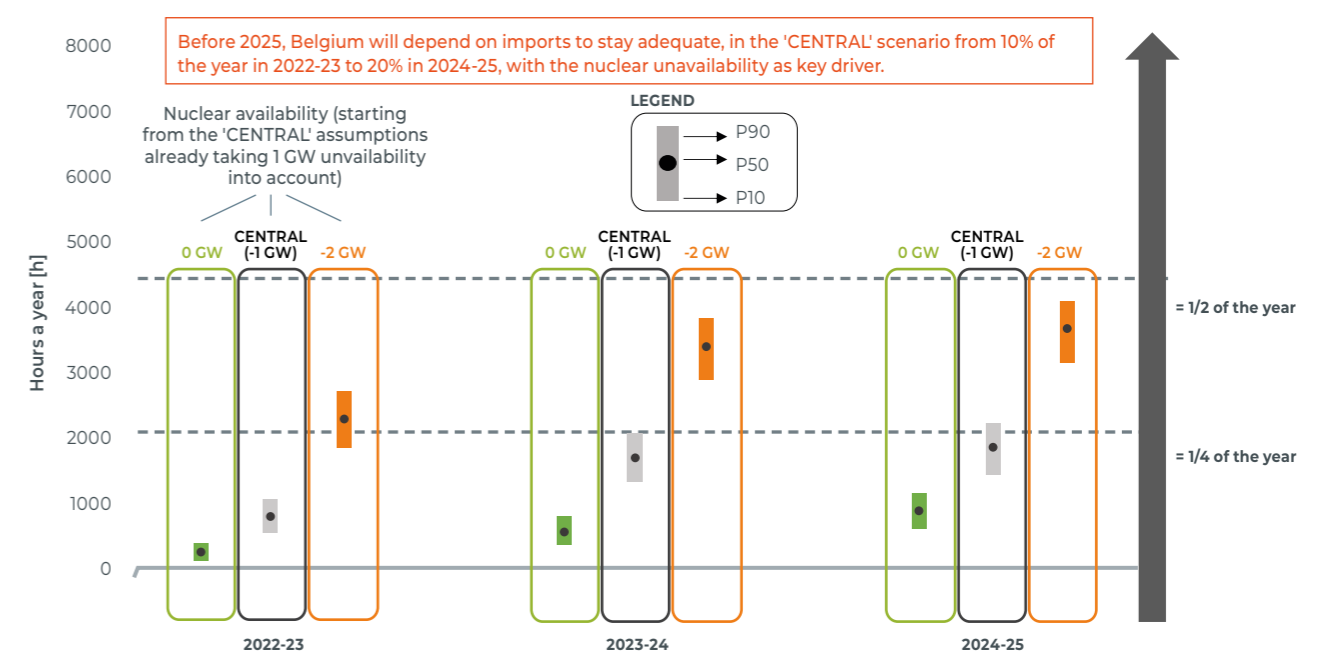 Before 2025, Belgium will depend on imports to stay adequate, in the 'CENTRAL' scenario from 10% of
the year in 2022-23 to 20% in 2024-25, with the nuclear unavailability as key driver.
Nuclear availability (starting
from the 'CENTRAL' assumptions
already taking 1 GW unvailability
into account)
LEGEND
P90
P50
P10
Hours a year [h]
8000
7000
6000
5000
4000
3000
2000
1000
0
0 GW
CENTRAL
(-1 GW)
-2 GW
0 GW
CENTRAL
(-1 GW)
-2 GW
0 GW
CENTRAL
(-1 GW)
-2 GW
= 1/2 of the year
= 1/4 of the year
2022-23
2023-24
2024-25